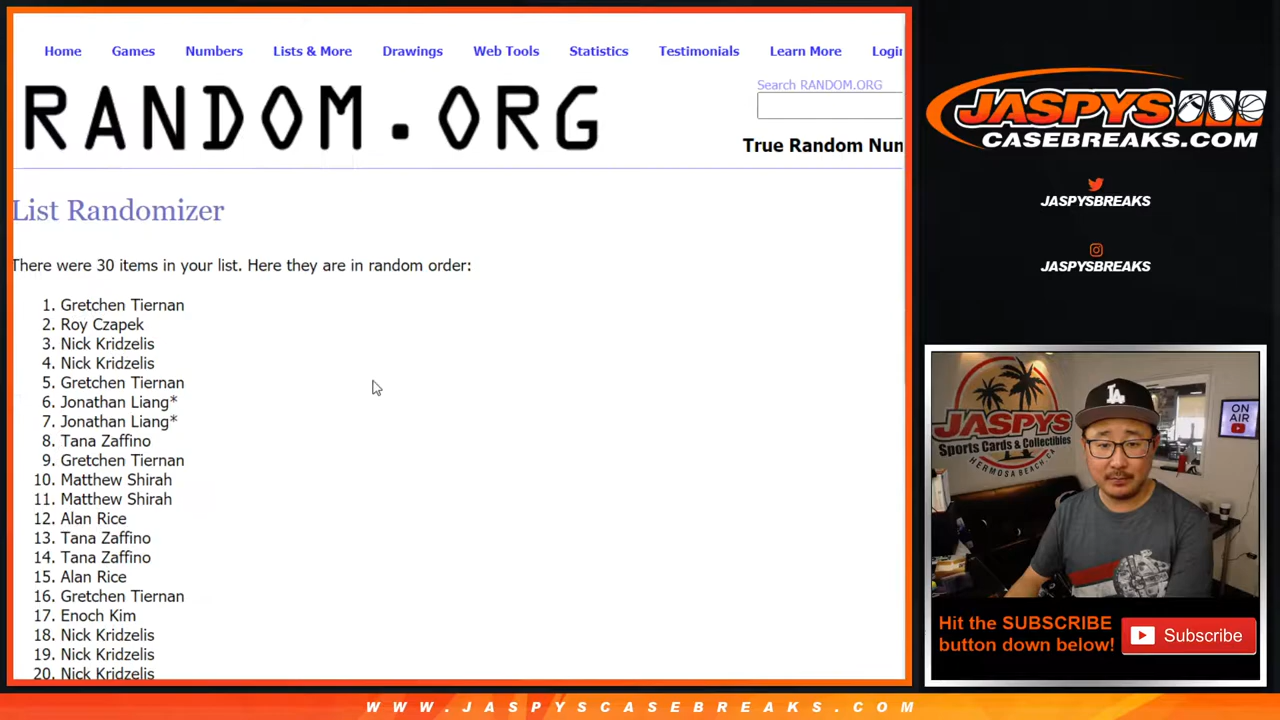 Home Games Numbers Lists & More Drawings Web Tools Statistics Testimonials Learn More Login
RANDOM.ORG
Search RANDOM.ORG
True Random Num
List Randomizer
There were 30 items in your list. Here they are in random order:
1. Gretchen Tiernan
2. Roy Czapek
3. Nick Kridzelis
4. Nick Kridzelis
5. Gretchen Tiernan
6. Jonathan Liang*
7. Jonathan Liang*
8. Tana Zaffino
9. Gretchen Tiernan
10. Matthew Shirah
11. Matthew Shirah
12. Alan Rice
13. Tana Zaffino
14. Tana Zaffino
15. Alan Rice
16. Gretchen Tiernan
17. Enoch Kim
18. Nick Kridzelis
19. Nick Kridzelis
20. Nick Kridzelis
JASPYS
CASEBREAKS.COM
JASPYSBREAKS
JASPYSBREAKS
JASPYS
Sports Cards & Collectibles
HERMOSA BEACH, CA
LA
ON
AIR
Hit the SUBSCRIBE
button down below!
Subscribe
WWW.JASPYSCASEBREAKS.COM